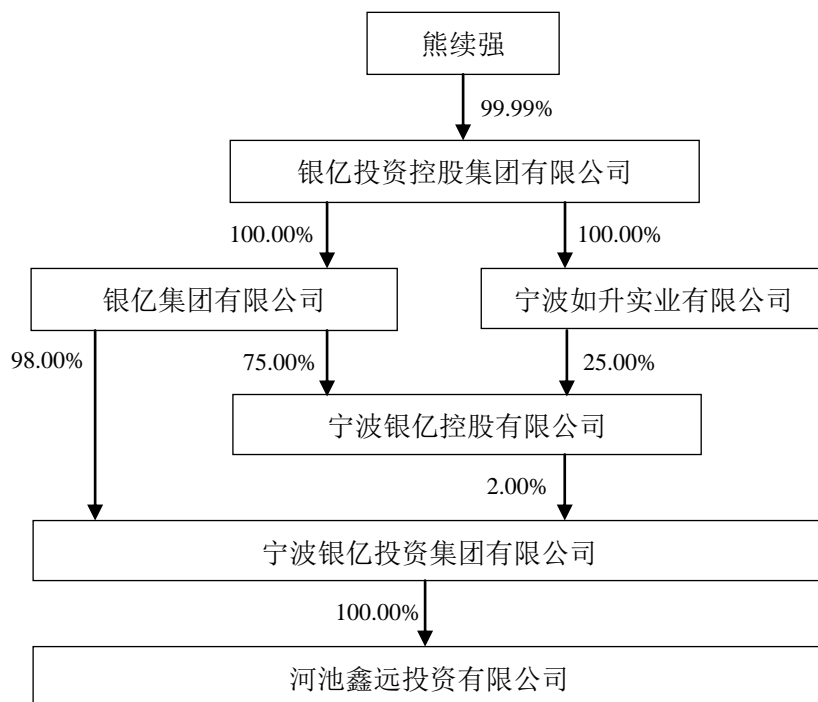 熊续强
99.99%
银亿投资控股集团有限公司
100.00%
100.00%
银亿集团有限公司
宁波如升实业有限公司
98.00%
75.00%
25.00%
宁波银亿控股有限公司
2.00%
宁波银亿投资集团有限公司
100.00%
河池鑫远投资有限公司